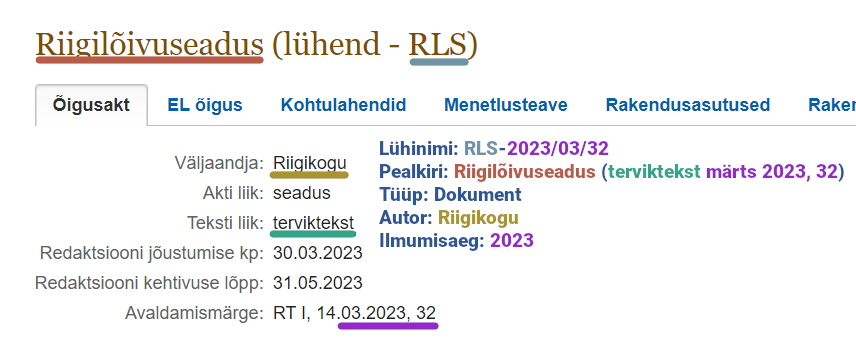 Riigilõivuseadus (lühend - RLS)
Õigusakt EL õigus Kohtulahendid Menetlusteave Rakendusasutused Raker
Väljaandja: Riigikogu
Akti liik: seadus
Teksti liik: terviktekst
Redaktsiooni jõustumise kp: 30.03.2023
Redaktsiooni kehtivuse lõpp: 31.05.2023
Avaldamismärge: RT I, 14.03.2023, 32
Lühinimi: RLS-2023/03/32
Pealkiri: Riigilõivuseadus (terviktekst märts 2023, 32)
Tüüp: Dokument
Autor: Riigikogu
Ilmumisaeg: 2023